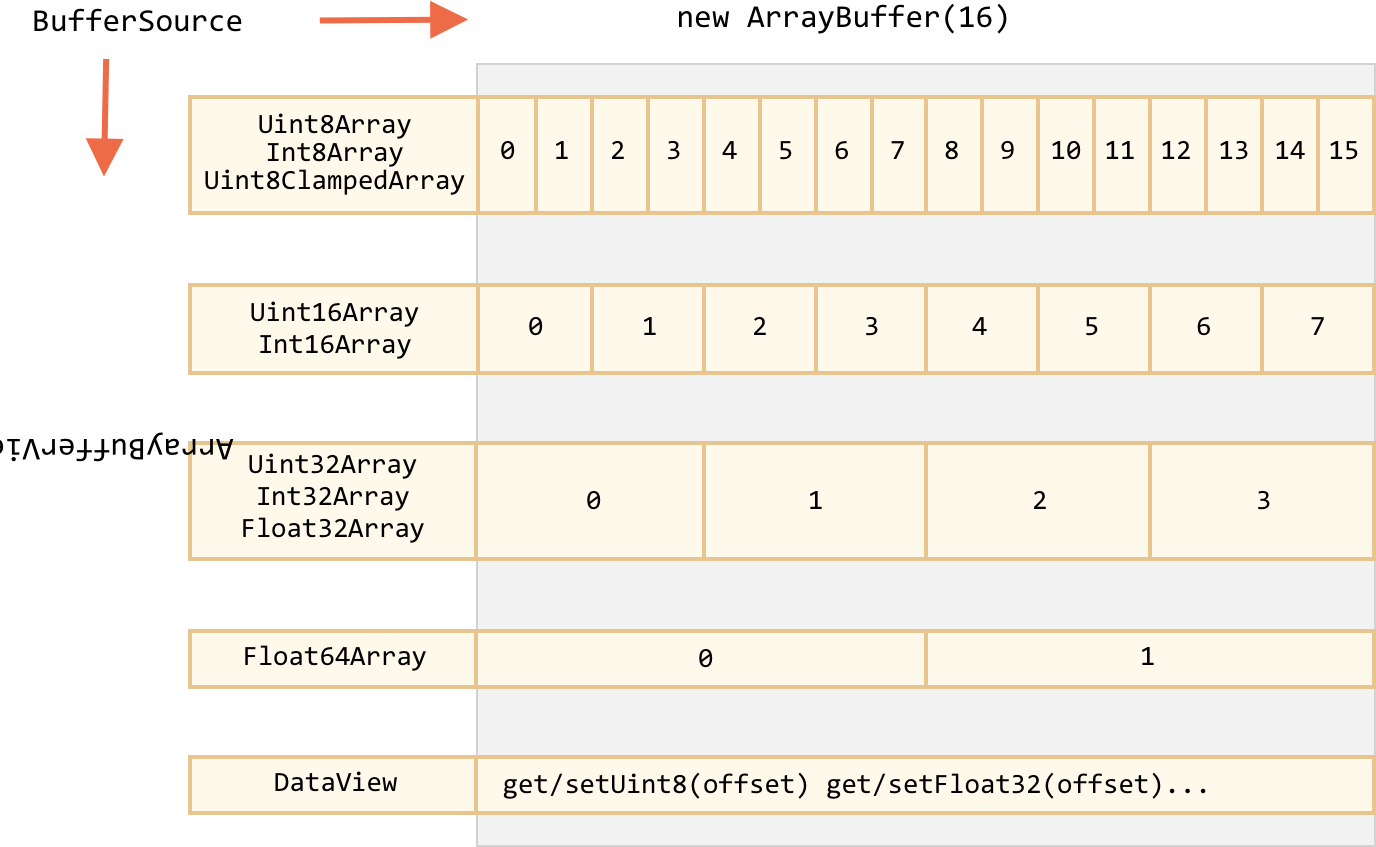 BufferSource
new ArrayBuffer(16)
Uint8Array
Int8Array
Uint8ClampedArray
0 1 2 3 4 5 6 7 8 9 10 11 12 13 14 15
Uint16Array
Int16Array
0 1 2 3 4 5 6 7
ArrayBufferVi
Uint32Array
Int32Array
Float32Array
0 1 2 3
Float64Array
0 1
DataView
get/setUint8(offset) get/setFloat32(offset)...